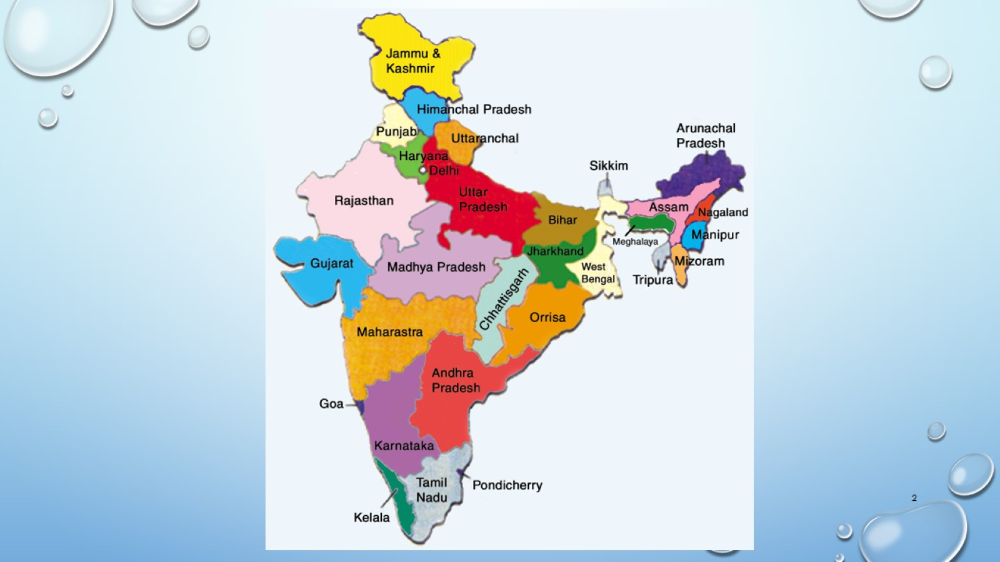 Jammu &
Kashmir
Himanchal Pradesh
Punjab
Uttaranchal
Haryana
Delhi
Arunachal
Pradesh
Sikkim
Rajasthan
Uttar
Pradesh
Bihar
Assam
Nagaland
Meghalaya
Manipur
Gujarat
Madhya Pradesh
Jharkhand
West
Bengal
Mizoram
Tripura
Chhattisgarh
Orrisa
Maharastra
Andhra
Pradesh
Goa
Karnataka
Tamil
Nadu
Pondicherry
Kelala
2